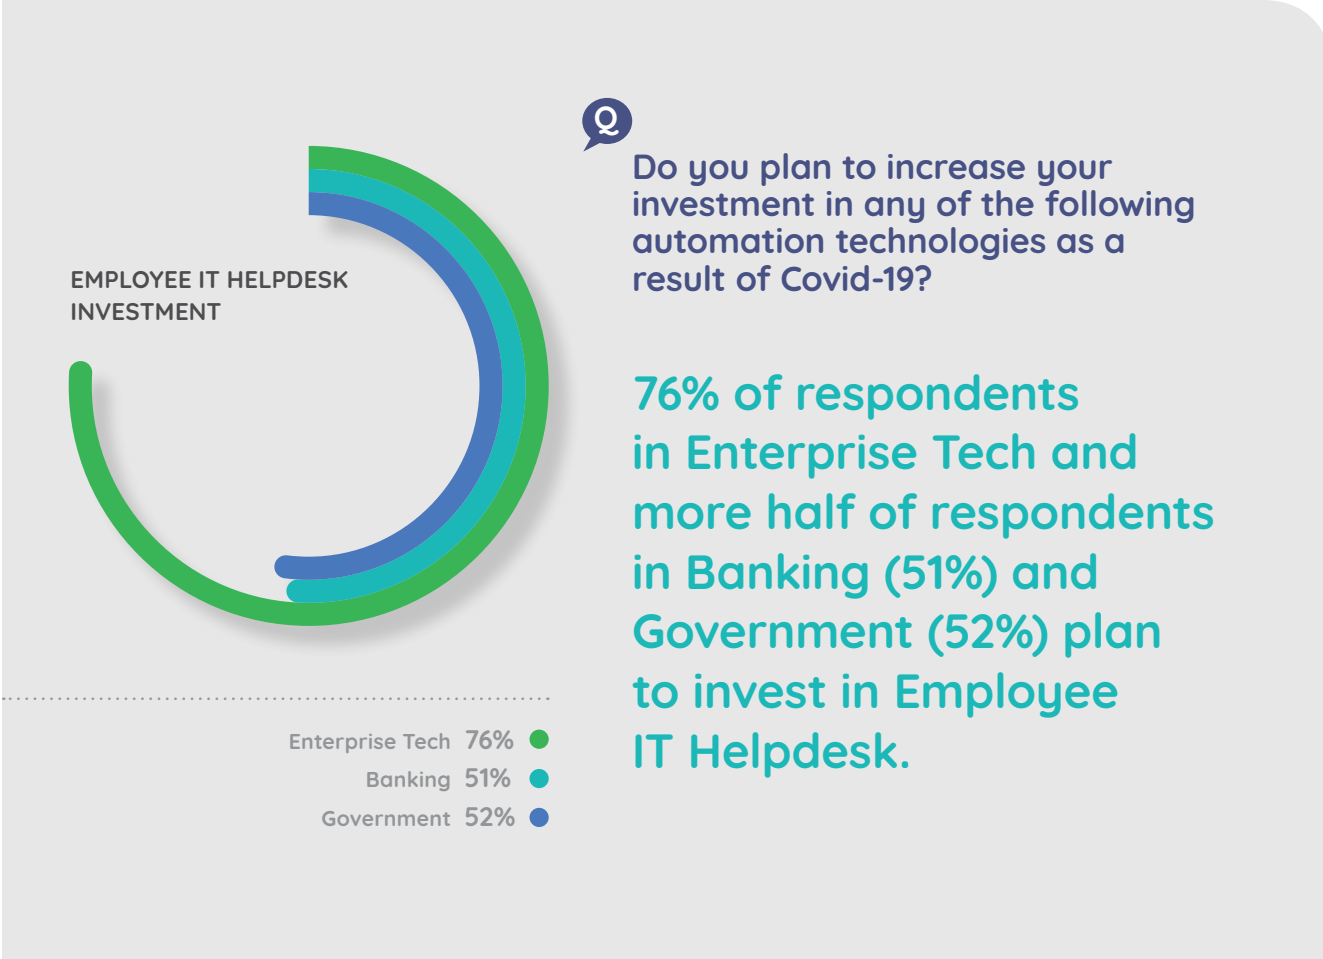 EMPLOYEE IT HELPDESK
INVESTMENT
Enterprise Tech 76%
Banking 51%
Government 52%
Q
Do you plan to increase your
investment in any of the following
automation technologies as a
result of Covid-19?
76% of respondents
in Enterprise Tech and
more half of respondents
in Banking (51%) and
Government (52%) plan
to invest in Employee
IT Helpdesk.